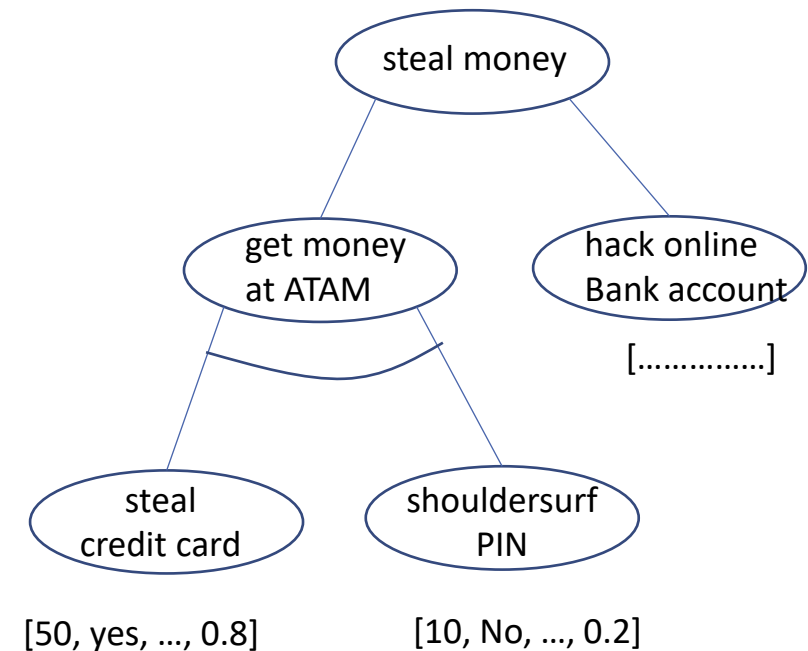 steal money
get money
at ATAM
hack online
Bank account
[……………]
steal
credit card
shouldersurf
PIN
[50, yes, …, 0.8]
[10, No, …, 0.2]